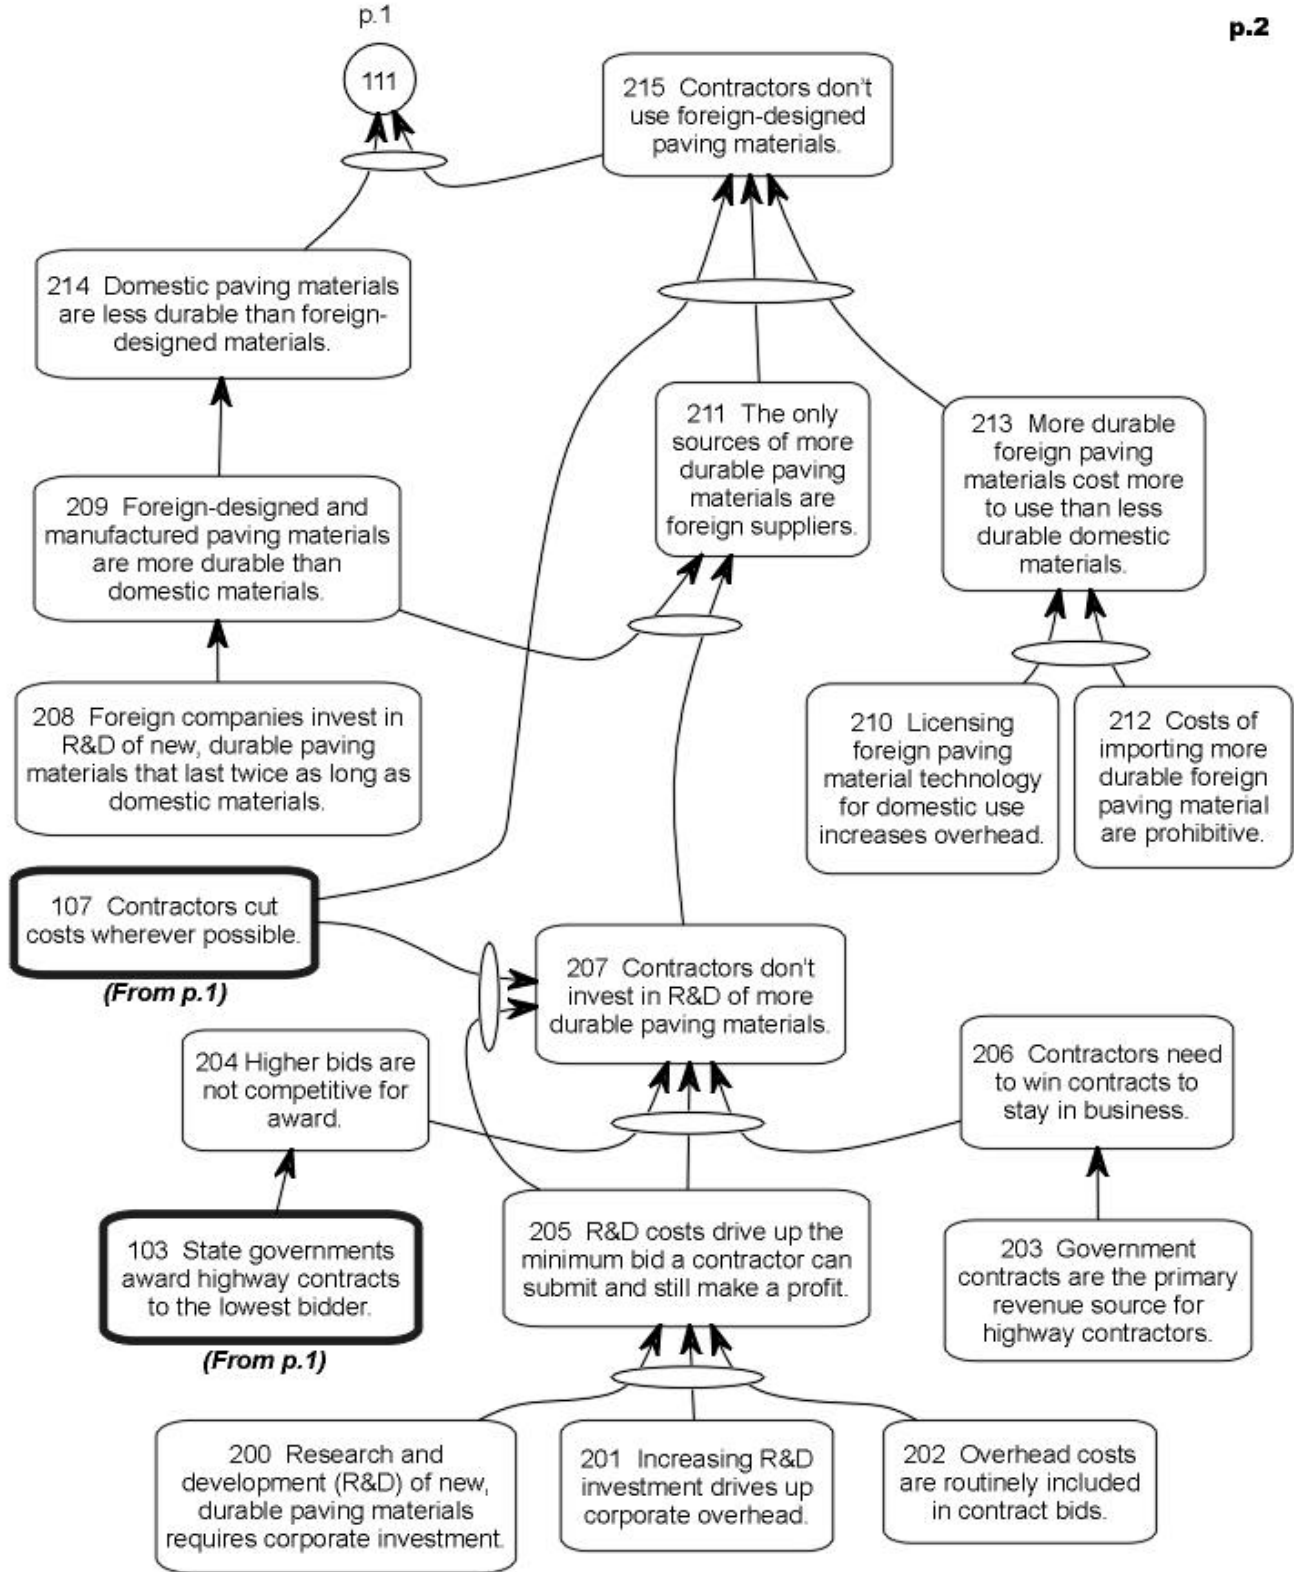 p.1
p.2
111
215 Contractors don't
use foreign-designed
paving materials.
214 Domestic paving materials
are less durable than foreign-
designed materials.
211 The only
sources of more
durable paving
materials are
foreign suppliers.
213 More durable
foreign paving
materials cost more
to use than less
durable domestic
materials.
209 Foreign-designed and
manufactured paving materials
are more durable than
domestic materials.
208 Foreign companies invest in
R&D of new, durable paving
materials that last twice as long as
domestic materials.
210 Licensing
foreign paving
material technology
for domestic use
increases overhead.
212 Costs of
importing more
durable foreign
paving material
are prohibitive.
107 Contractors cut
costs wherever possible.
(From p.1)
207 Contractors don't
invest in R&D of more
durable paving materials.
204 Higher bids are
not competitive for
award.
206 Contractors need
to win contracts to
stay in business.
103 State governments
award highway contracts
to the lowest bidder.
(From p.1)
205 R&D costs drive up the
minimum bid a contractor can
submit and still make a profit.
203 Government
contracts are the primary
revenue source for
highway contractors.
200 Research and
development (R&D) of new,
durable paving materials
requires corporate investment.
201 Increasing R&D
investment drives up
corporate overhead.
202 Overhead costs
are routinely included
in contract bids.